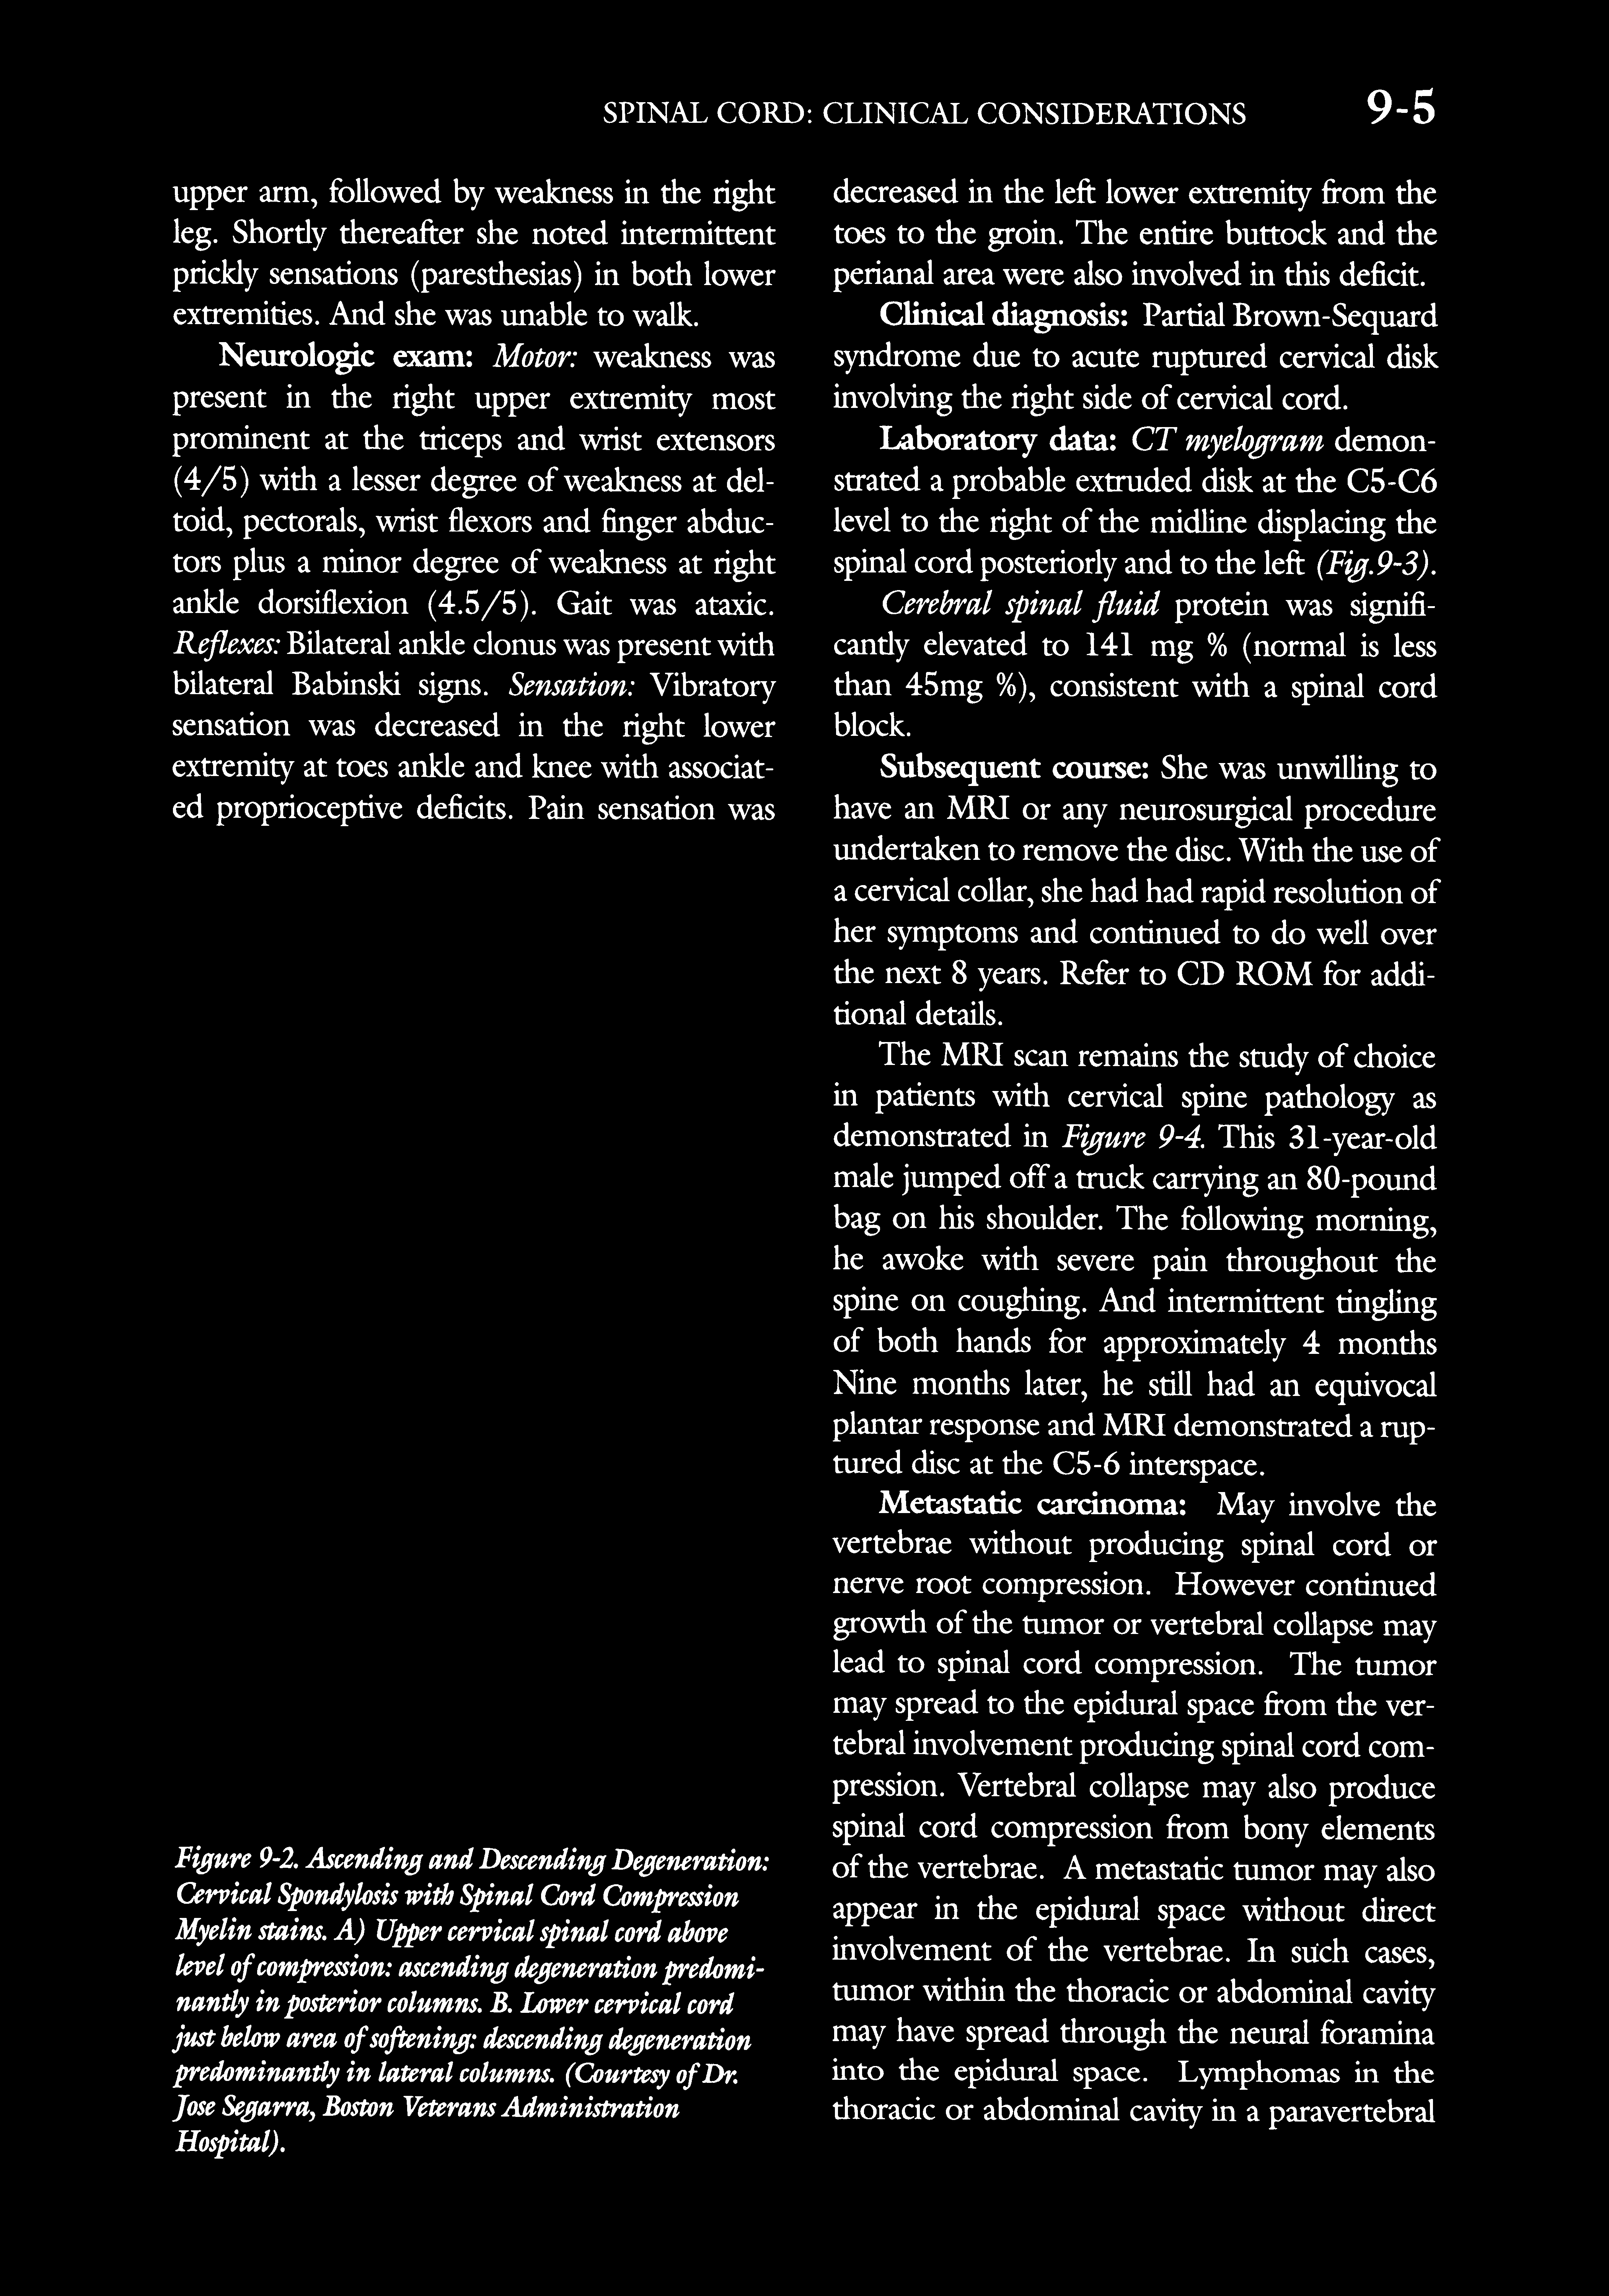 SPINAL CORD: CLINICAL CONSIDERATIONS 9-5
upper arm, followed by weakness in the right
leg. Shortly thereafter she noted intermittent
prickly sensations (paresthesias) in both lower
extremities. And she was unable to walk.
Neurologic exam: Motor: weakness was
present in the right upper extremity most
prominent at the triceps and wrist extensors
(4/5) with a lesser degree of weakness at del-
toid, pectorals, wrist flexors and finger abduc-
tors plus a minor degree of weakness at right
ankle dorsiflexion (4.5/5). Gait was ataxic.
Reflexes: Bilateral ankle clonus was present with
bilateral Babinski signs. Sensation: Vibratory
sensation was decreased in the right lower
extremity at toes ankle and knee with associat-
ed proprioceptive deficits. Pain sensation was
Figure 9-2. Ascending and Descending Degeneration:
Cervical Spondylosis with Spinal Cord Compression
Myelin stains. A) Upper cervical spinal cord above
level of compression: ascending degeneration predomi-
nantly in posterior columns. B. Lower cervical cord
just below area of softening: descending degeneration
predominantly in lateral columns. (Courtesy of Dr.
Jose Segarra, Boston Veterans Administration
Hospital).
decreased in the left lower extremity from the
toes to the groin. The entire buttock and the
perianal area were also involved in this deficit.
Clinical diagnosis: Partial Brown-Sequard
syndrome due to acute ruptured cervical disk
involving the right side of cervical cord.
Laboratory data: CT myelogram demon-
strated a probable extruded disk at the C5-C6
level to the right of the midline displacing the
spinal cord posteriorly and to the left (Fig.9-3).
Cerebral spinal fluid protein was signifi-
cantly elevated to 141 mg % (normal is less
than 45mg %), consistent with a spinal cord
block.
Subsequent course: She was unwilling to
have an MRI or any neurosurgical procedure
undertaken to remove the disc. With the use of
a cervical collar, she had had rapid resolution of
her symptoms and continued to do well over
the next 8 years. Refer to CD ROM for addi-
tional details.
The MRI scan remains the study of choice
in patients with cervical spine pathology as
demonstrated in Figure 9-4. This 31-year-old
male jumped off a truck carrying an 80-pound
bag on his shoulder. The following morning,
he awoke with severe pain throughout the
spine on coughing. And intermittent tingling
of both hands for approximately 4 months
Nine months later, he still had an equivocal
plantar response and MRI demonstrated a rup-
tured disc at the C5-6 interspace.
Metastatic carcinoma: May involve the
vertebrae without producing spinal cord or
nerve root compression. However continued
growth of the tumor or vertebral collapse may
lead to spinal cord compression. The tumor
may spread to the epidural space from the ver-
tebral involvement producing spinal cord com-
pression. Vertebral collapse may also produce
spinal cord compression from bony elements
of the vertebrae. A metastatic tumor may also
appear in the epidural space without direct
involvement of the vertebrae. In such cases,
tumor within the thoracic or abdominal cavity
may have spread through the neural foramina
into the epidural space. Lymphomas in the
thoracic or abdominal cavity in a paravertebral